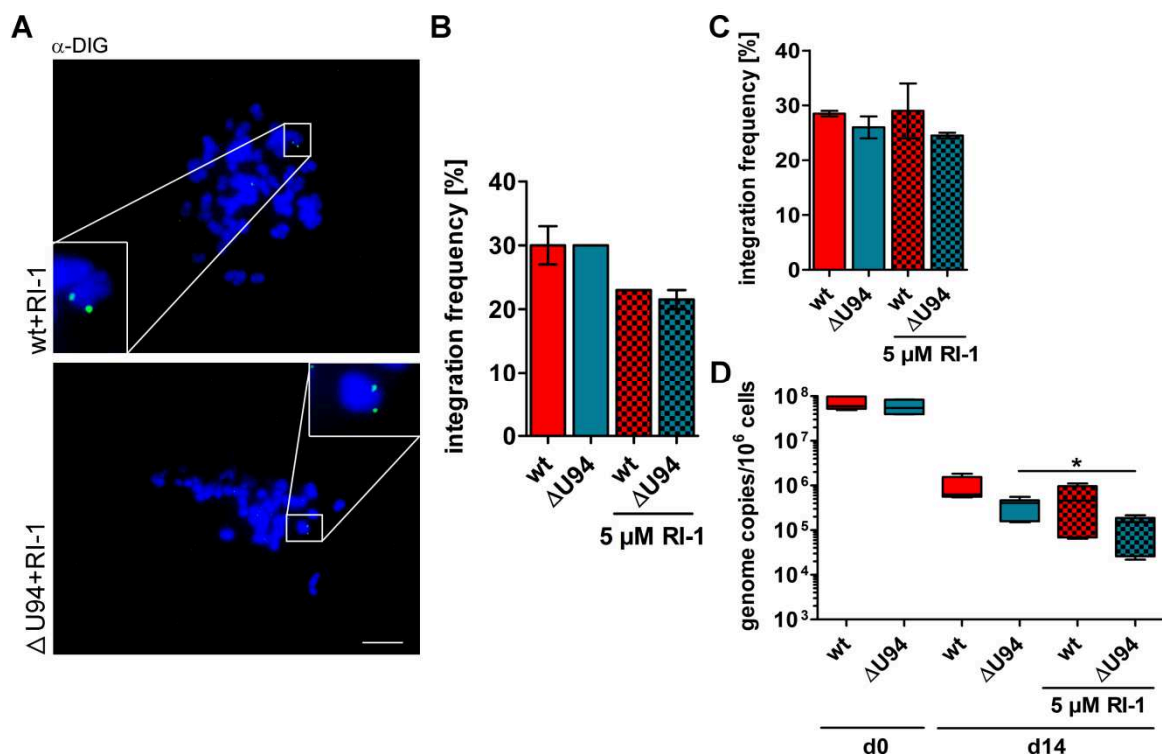 A
α-DIG
wt+RI-1
Δ U94+RI-1
B
integration frequency [%]
40
30
20
10
0
wt
ΔU94
wt
ΔU94
5 µM RI-1
C
integration frequency [%]
40
30
20
10
0
wt
ΔU94
wt
ΔU94
5 µM RI-1
D
genome copies/10⁶ cells
10⁸
10⁷
10⁶
10⁵
10⁴
10³
*
wt
ΔU94
wt
ΔU94
wt
ΔU94
5 µM RI-1
d0
d14